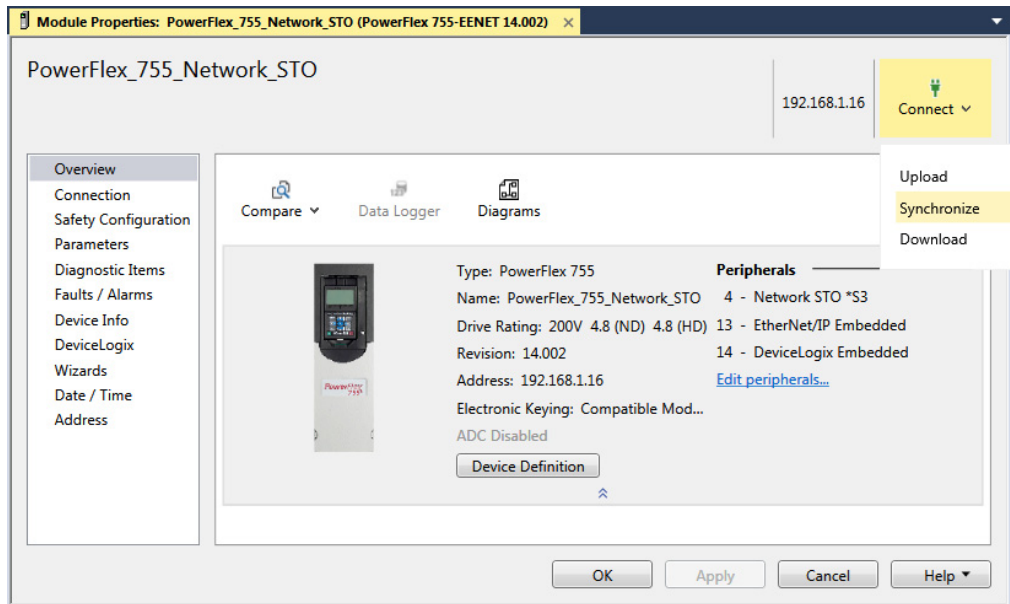 Module Properties: PowerFlex_755_Network_STO (PowerFlex 755-EENET 14.002)
PowerFlex_755_Network_STO
192.168.1.16
Connect
Upload
Synchronize
Download
Overview
Connection
Safety Configuration
Parameters
Diagnostic Items
Faults / Alarms
Device Info
DeviceLogix
Wizards
Date / Time
Address
Compare
Data Logger
Diagrams
Type: PowerFlex 755
Name: PowerFlex_755_Network_STO
Drive Rating: 200V 4.8 (ND) 4.8 (HD)
Revision: 14.002
Address: 192.168.1.16
Electronic Keying: Compatible Mod...
ADC Disabled
Device Definition
Peripherals
4 - Network STO *S3
13 - EtherNet/IP Embedded
14 - DeviceLogix Embedded
Edit peripherals...
PowerFlex
755
OK
Apply
Cancel
Help